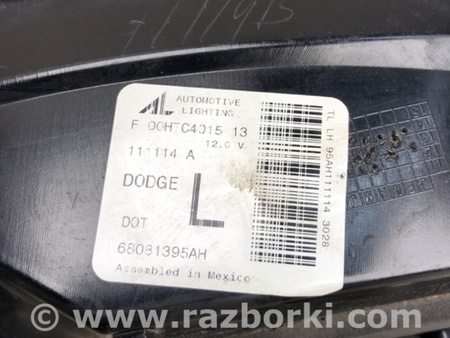 AL AUTOMOTIVE
LIGHTING
F 00HTC4015 13
12.0 V
111114 A
DODGE L
DOT
68081395AH
Assembled in Mexico
TL LH 95AH111114 3028
© www.razborki.com